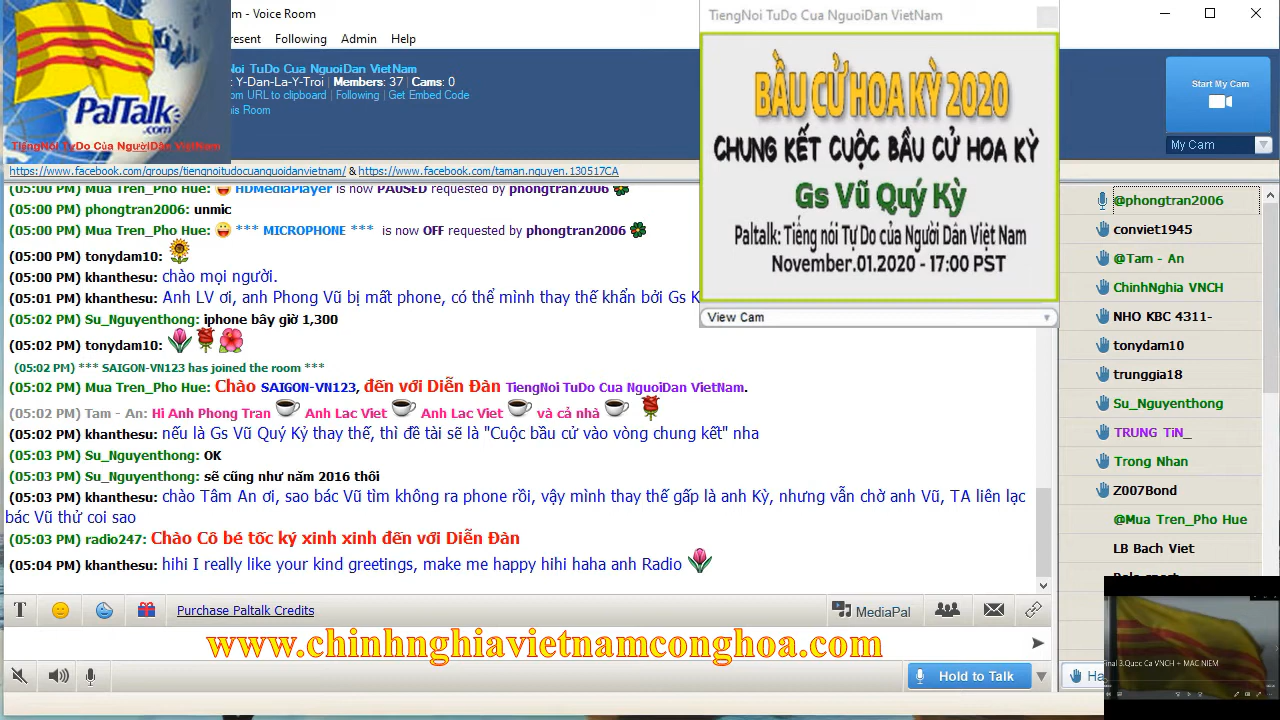 m - Voice Room
TiengNoi TuDo Cua NguoiDan VietNam
resent Following Admin Help
Noi TuDo Cua NguoiDan VietNam
: Y-Dan-La-Y-Troi | Members: 37 | Cams: 0
om URL to clipboard | Following | Get Embed Code
his Room
PalTalk
.com
TiếngNói TựDo Của NgườiDân ViệtNam
BẦU CỬ HOA KỲ 2020
CHUNG KẾT CUỘC BẦU CỬ HOA KỲ
Gs Vũ Quý Kỳ
Paltalk: Tiếng nói Tự Do của Người Dân Việt Nam
November.01.2020 - 17:00 PST
View Cam
Start My Cam
My Cam
https://www.facebook.com/groups/tiengnoitudocuanguoidanvietnam/ & https://www.facebook.com/taman.nguyen.130517CA
(05:00 PM) Mua Tren_Pho Hue: HDMediaPlayer is now PAUSED requested by phongtran2006
(05:00 PM) phongtran2006: unmic
(05:00 PM) Mua Tren_Pho Hue: *** MICROPHONE *** is now OFF requested by phongtran2006
(05:00 PM) tonydam10:
(05:00 PM) khanthesu: chào mọi người.
(05:01 PM) khanthesu: Anh LV ơi, anh Phong Vũ bị mất phone, có thể mình thay thế khẩn bởi Gs K
(05:02 PM) Su_Nguyenthong: iphone bây giờ 1,300
(05:02 PM) tonydam10:
(05:02 PM) *** SAIGON-VN123 has joined the room ***
(05:02 PM) Mua Tren_Pho Hue: Chào SAIGON-VN123, đến với Diễn Đàn TiengNoi TuDo Cua NguoiDan VietNam.
(05:02 PM) Tam - An: Hi Anh Phong Tran Anh Lac Viet Anh Lac Viet và cả nhà
(05:02 PM) khanthesu: nếu là Gs Vũ Quý Kỷ thay thế, thì đề tài sẽ là "Cuộc bầu cử vào vòng chung kết" nha
(05:03 PM) Su_Nguyenthong: OK
(05:03 PM) Su_Nguyenthong: sẽ cũng như năm 2016 thôi
(05:03 PM) khanthesu: chào Tâm An ơi, sao bác Vũ tìm không ra phone rồi, vậy mình thay thế gấp là anh Kỳ, nhưng vẫn chờ anh Vũ, TA liên lạc
bác Vũ thử coi sao
(05:03 PM) radio247: Chào Cô bé tốc ký xinh xinh đến với Diễn Đàn
(05:04 PM) khanthesu: hihi I really like your kind greetings, make me happy hihi haha anh Radio
@phongtran2006
conviet1945
@Tam - An
ChinhNghia VNCH
NHO KBC 4311-
tonydam10
trunggia18
Su_Nguyenthong
TRUNG TiN_
Trong Nhan
Z007Bond
@Mua Tren_Pho Hue
LB Bach Viet
T
Purchase Paltalk Credits
MediaPal
www.chinhnghiavietnamconghoa.com
Hold to Talk
Ha
Final 3.Quoc Ca VNCH + MAC NIEM